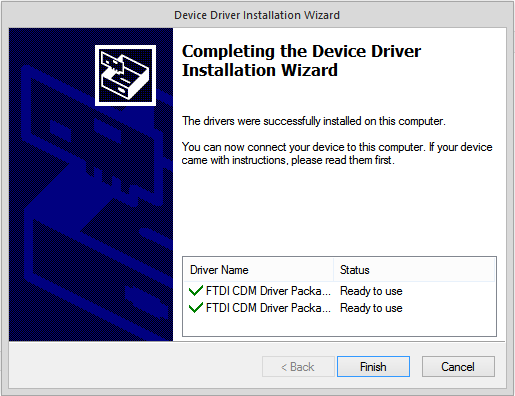 Device Driver Installation Wizard
Completing the Device Driver
Installation Wizard
The drivers were successfully installed on this computer.
You can now connect your device to this computer. If your device
came with instructions, please read them first.
Driver Name Status
FTDI CDM Driver Packa... Ready to use
FTDI CDM Driver Packa... Ready to use
< Back Finish Cancel